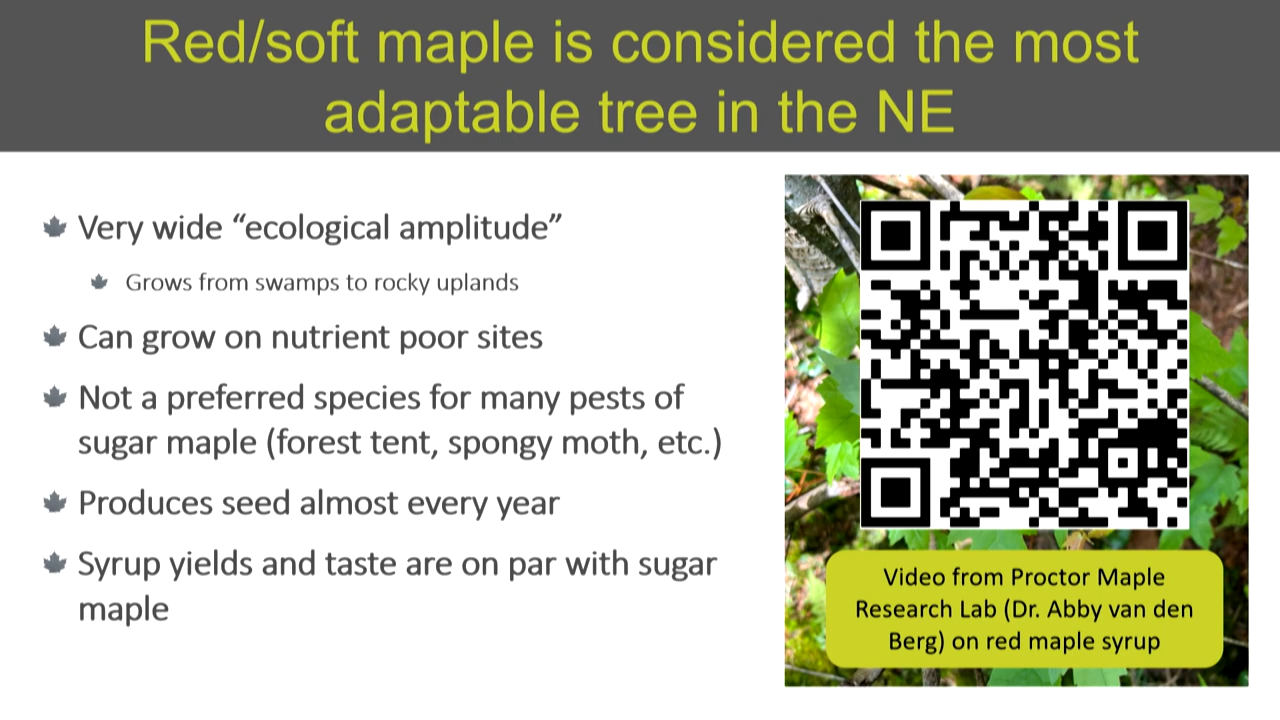 Red/soft maple is considered the most
adaptable tree in the NE
Very wide “ecological amplitude”
Grows from swamps to rocky uplands
Can grow on nutrient poor sites
Not a preferred species for many pests of
sugar maple (forest tent, spongy moth, etc.)
Produces seed almost every year
Syrup yields and taste are on par with sugar
maple
Video from Proctor Maple
Research Lab (Dr. Abby van den
Berg) on red maple syrup